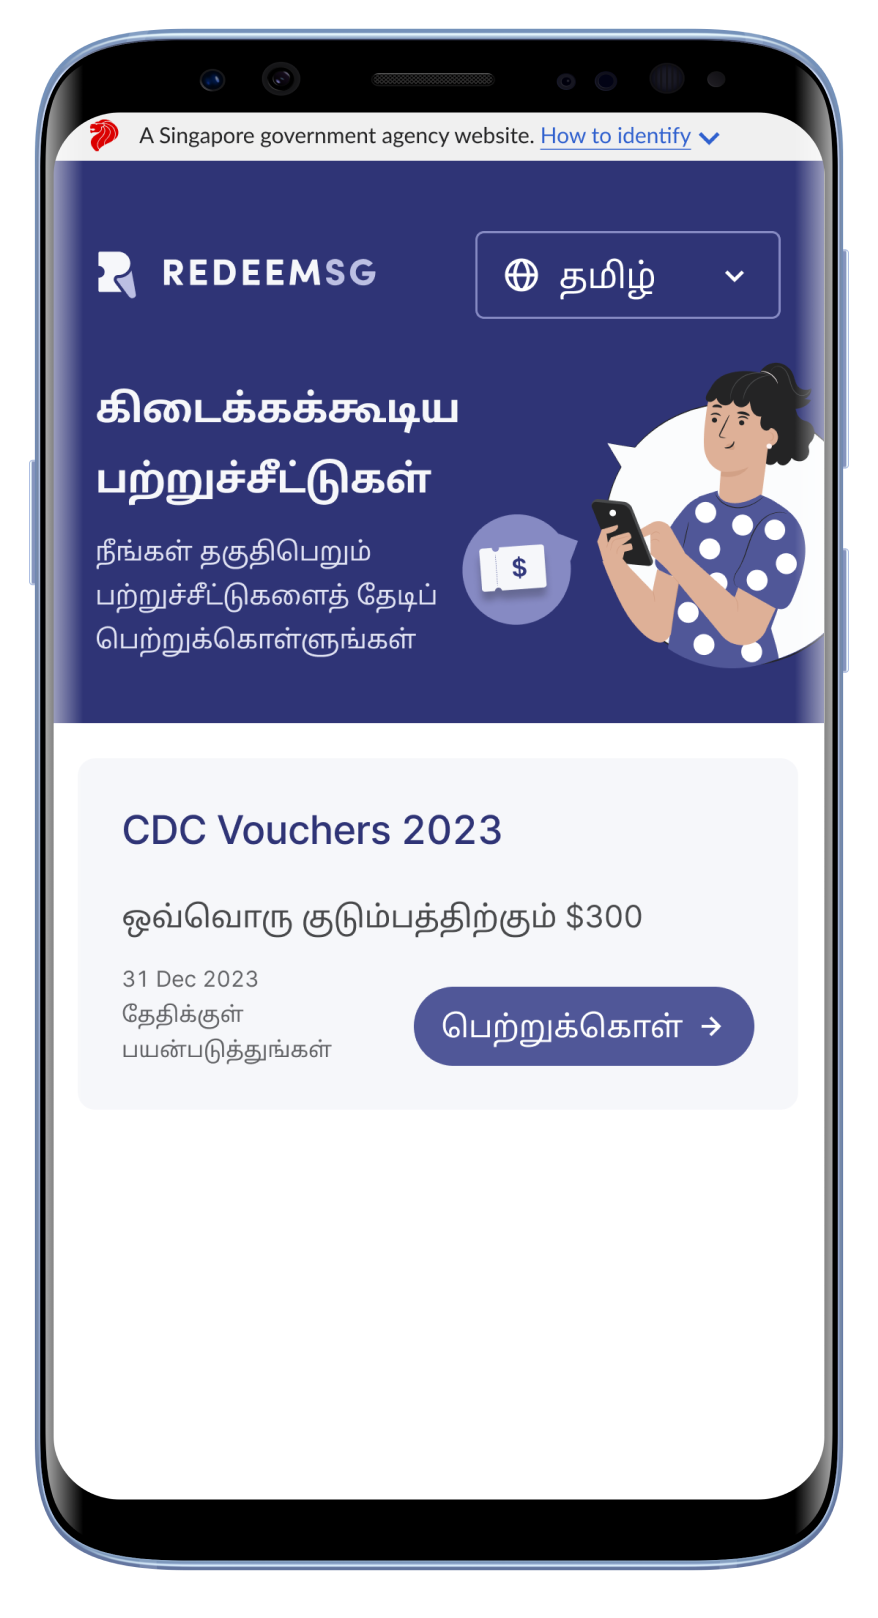 A Singapore government agency website. How to identify
REDEEMSG
தமிழ்
கிடைக்கக்கூடிய
பற்றுச்சீட்டுகள்
நீங்கள் தகுதிபெறும்
பற்றுச்சீட்டுகளைத் தேடிப்
பெற்றுக்கொள்ளுங்கள்
$
CDC Vouchers 2023
ஒவ்வொரு குடும்பத்திற்கும் $300
31 Dec 2023
தேதிக்குள்
பயன்படுத்துங்கள்
பெற்றுக்கொள் →